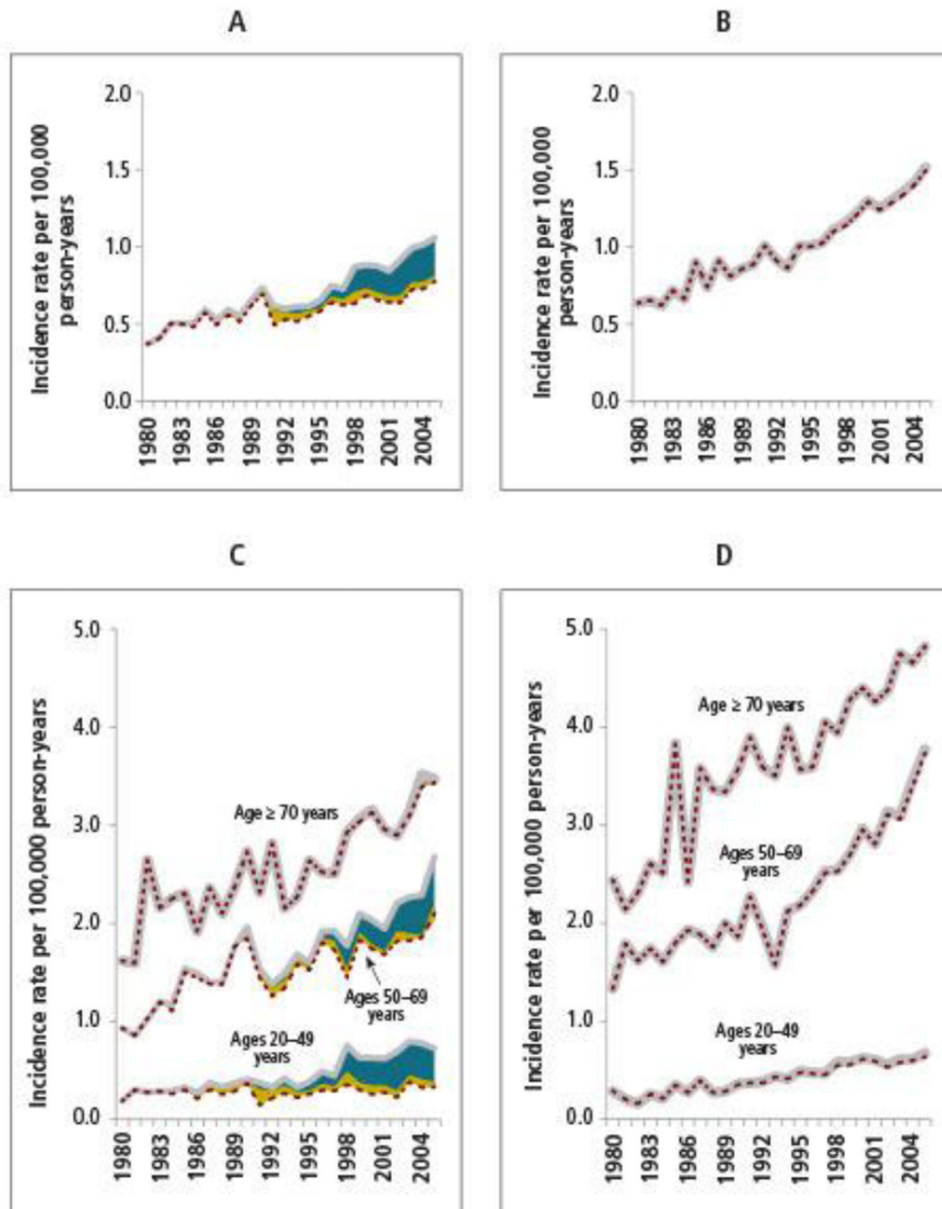 A
Incidence rate per 100,000
person-years
2.0
1.5
1.0
0.5
0.0
1980
1983
1986
1989
1992
1995
1998
2001
2004
B
Incidence rate per 100,000
person-years
2.0
1.5
1.0
0.5
0.0
1980
1983
1986
1989
1992
1995
1998
2001
2004
C
Incidence rate per 100,000 person-years
5.0
4.0
3.0
2.0
1.0
0.0
Age ≥ 70 years
Ages 50–69
years
Ages 20–49
years
1980
1983
1986
1989
1992
1995
1998
2001
2004
D
Incidence rate per 100,000 person-years
5.0
4.0
3.0
2.0
1.0
0.0
Age ≥ 70 years
Ages 50–69
years
Ages 20–49
years
1980
1983
1986
1989
1992
1995
1998
2001
2004